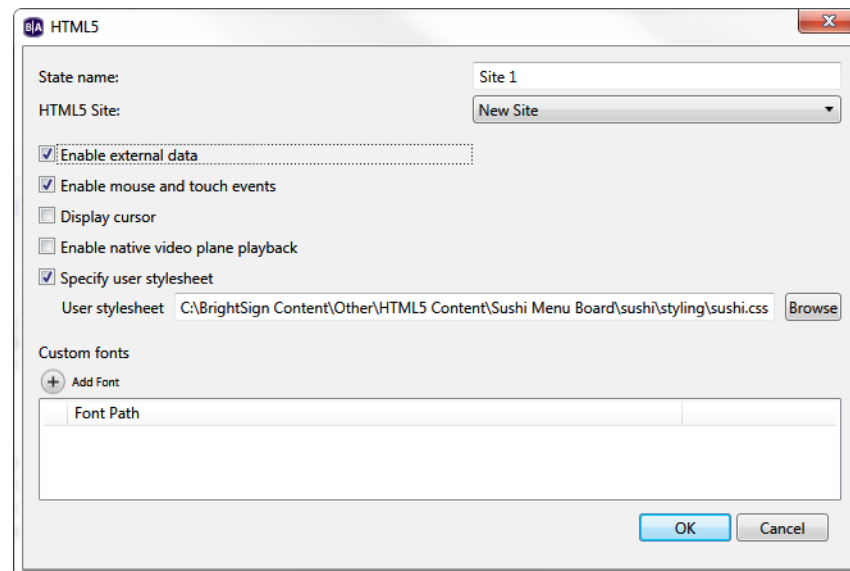 B|A HTML5
State name: Site 1
HTML5 Site: New Site
Enable external data
Enable mouse and touch events
Display cursor
Enable native video plane playback
Specify user stylesheet
User stylesheet C:\BrightSign Content\Other\HTML5 Content\Sushi Menu Board\sushi\styling\sushi.css Browse
Custom fonts
Add Font
Font Path
OK Cancel